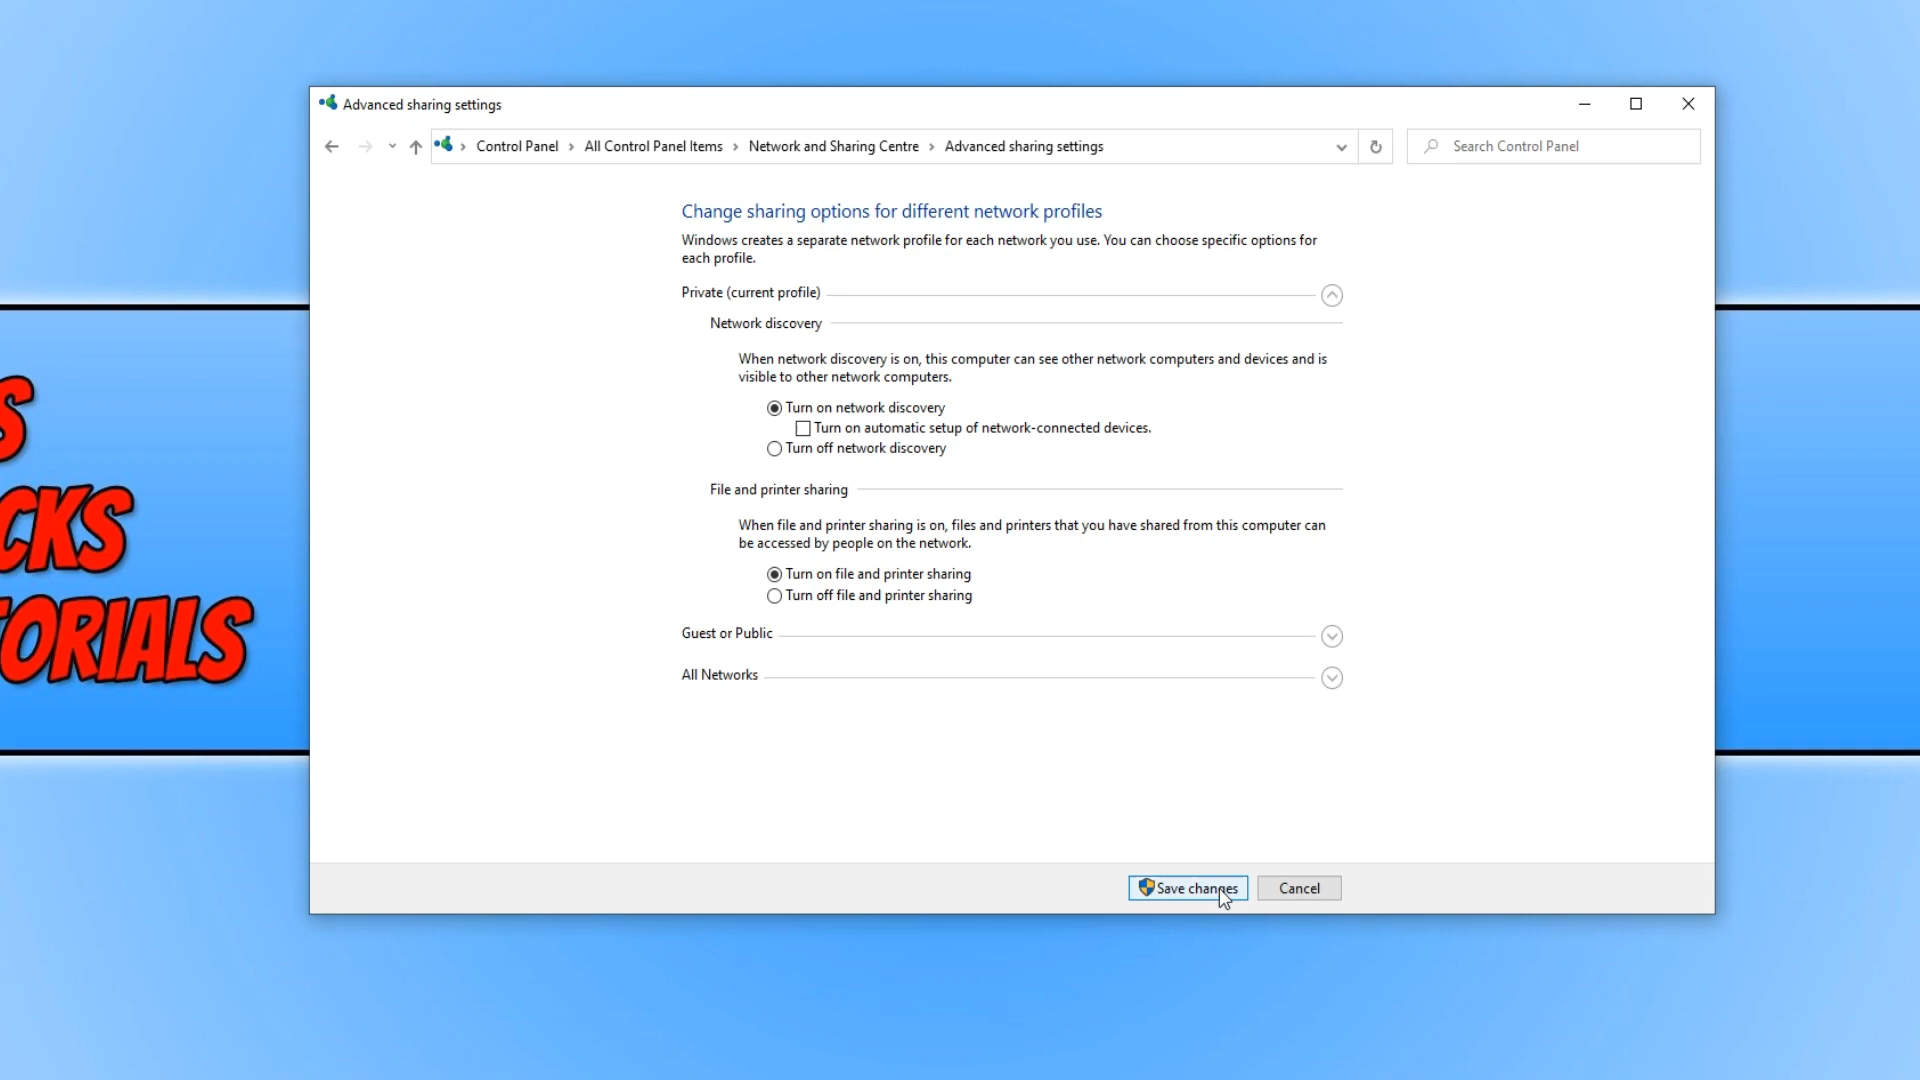 Advanced sharing settings
Control Panel > All Control Panel Items > Network and Sharing Centre > Advanced sharing settings
Search Control Panel
Change sharing options for different network profiles
Windows creates a separate network profile for each network you use. You can choose specific options for
each profile.
Private (current profile)
Network discovery
When network discovery is on, this computer can see other network computers and devices and is
visible to other network computers.
Turn on network discovery
Turn on automatic setup of network-connected devices.
Turn off network discovery
File and printer sharing
When file and printer sharing is on, files and printers that you have shared from this computer can
be accessed by people on the network.
Turn on file and printer sharing
Turn off file and printer sharing
Guest or Public
All Networks
Save changes
Cancel
S
CKS
TORIALS